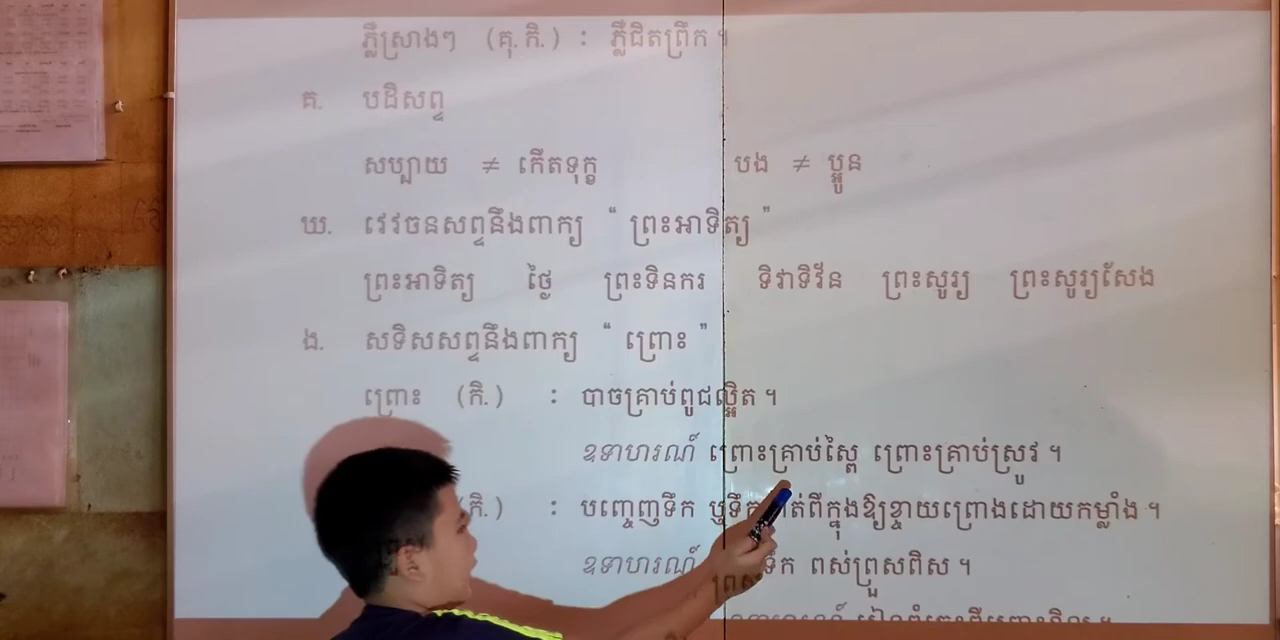 ភ្លឺស្រាងៗ (គុ. កិ.) : ភ្លឺជិតព្រឹក ។
គ. បដិសព្ទ
សប្បាយ ≠ កើតទុក្ខ បង ≠ ប្អូន
ឃ. វេវចនសព្ទនឹងពាក្យ “ ព្រះអាទិត្យ ”
ព្រះអាទិត្យ ថ្ងៃ ព្រះទិនករ ទិវាទិវ័ន ព្រះសូរ្យ ព្រះសូរ្យសែង
ង. សទិសសព្ទនឹងពាក្យ “ ព្រោះ ”
ព្រោះ (កិ.) : បាចគ្រាប់ពូជល្អិត ។
ឧទាហរណ៍ ព្រោះគ្រាប់ស្ពៃ ព្រោះគ្រាប់ស្រូវ ។
កិ.) : បញ្ចេញទឹក ឬទឹក ពីក្នុងឱ្យខ្ចាយព្រោងដោយកម្លាំង ។
ឧទាហរណ៍ ទឹក ពស់ព្រួសពិស ។